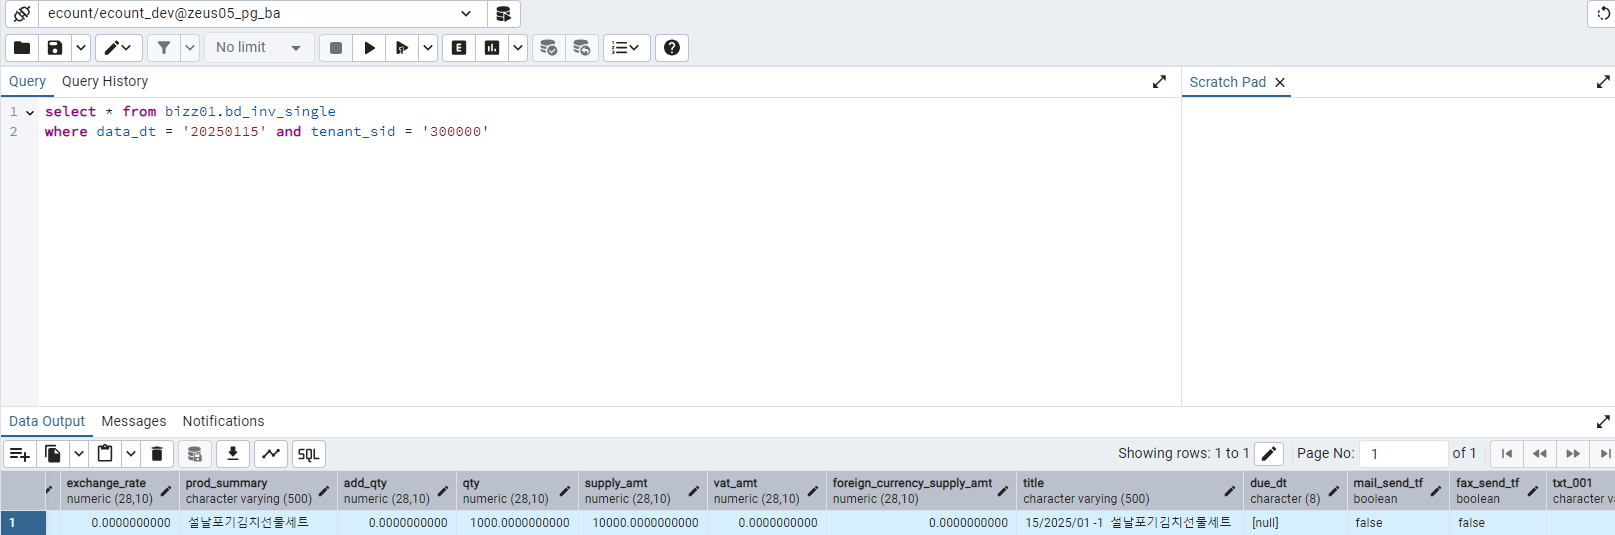 ecount/ecount_dev@zeus05_pg_ba
No limit
Query Query History
Scratch Pad
1 select * from bizz01.bd_inv_single
2 where data_dt = '20250115' and tenant_sid = '300000'
Data Output Messages Notifications
SQL Showing rows: 1 to 1 Page No: 1 of 1
exchange_rate prod_summary add_qty qty supply_amt vat_amt foreign_currency_supply_amt title due_dt mail_send_tf fax_send_tf txt_001
numeric (28,10) character varying (500) numeric (28,10) numeric (28,10) numeric (28,10) numeric (28,10) numeric (28,10) character varying (500) character (8) boolean boolean character va
1 0.0000000000 설날포기김치선물세트 0.0000000000 1000.0000000000 10000.0000000000 0.0000000000 0.0000000000 15/2025/01 -1 설날포기김치선물세트 [null] false false